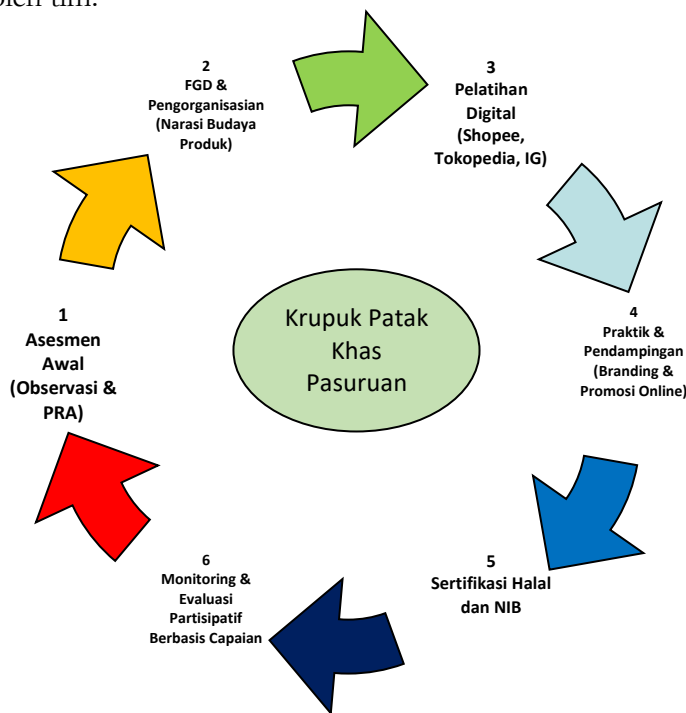 oleh tim.
2
FGD &
Pengorganisasian
(Narasi Budaya
Produk)
3
Pelatihan
Digital
(Shopee,
Tokopedia, IG)
4
Praktik &
Pendampingan
(Branding &
Promosi Online)
5
Sertifikasi Halal
dan NIB
6
Monitoring &
Evaluasi
Partisipatif
Berbasis Capaian
1
Asesmen
Awal
(Observasi &
PRA)
Krupuk Patak
Khas
Pasuruan